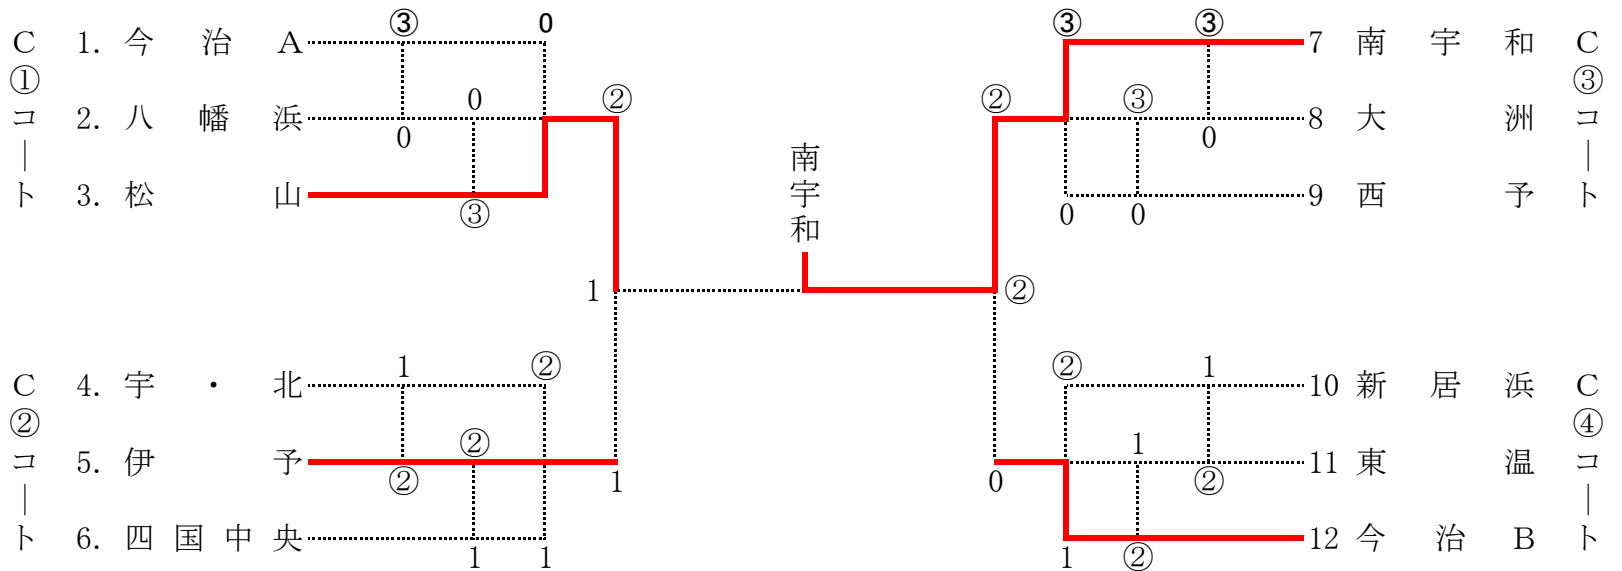 ③ 0 ③ ③
C①コート 1. 今治A 7 南宇和 C③コート
0 ② ② ③
2. 八幡浜 8 大洲
0 0
3. 松山 南宇和 9 西予
③ 0 0
1 ②
1 ② ② 1
C②コート 4. 宇・北 10 新居浜 C④コート
② 1
5. 伊予 11 東温
② 1 0 ②
6. 四国中央 12 今治B
1 1 1 ②